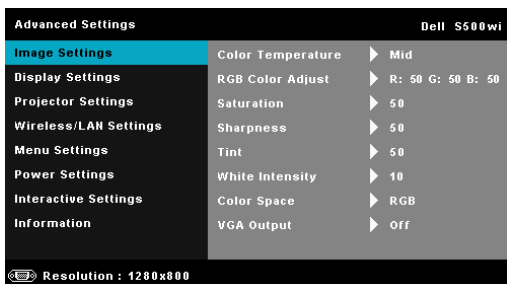 Advanced Settings Dell S500wi
Image Settings Color Temperature Mid
Display Settings RGB Color Adjust R: 50 G: 50 B: 50
Projector Settings Saturation 50
Wireless/LAN Settings Sharpness 50
Menu Settings Tint 50
Power Settings White Intensity 10
Interactive Settings Color Space RGB
Information VGA Output Off
Resolution : 1280x800